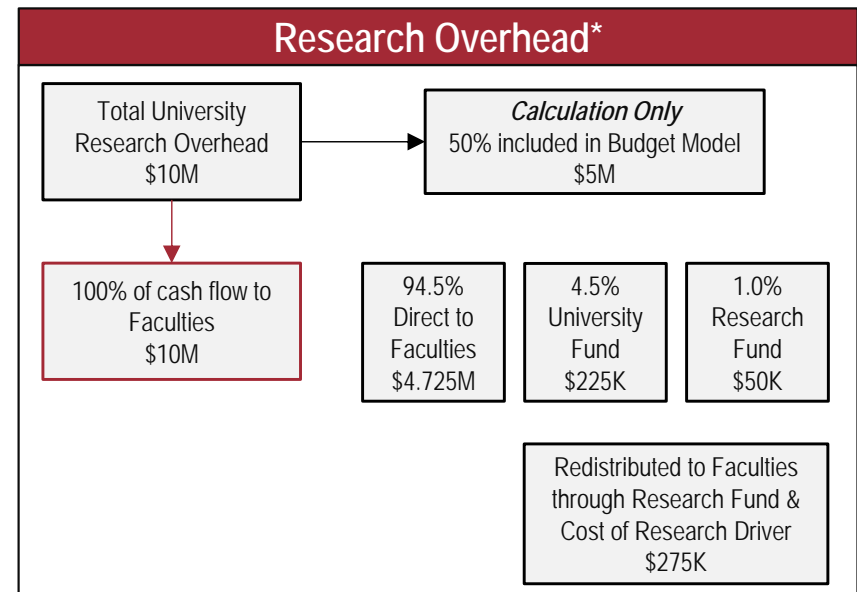 Research Overhead*
Total University
Research Overhead
$10M
Calculation Only
50% included in Budget Model
$5M
100% of cash flow to
Faculties
$10M
94.5%
Direct to
Faculties
$4.725M
4.5%
University
Fund
$225K
1.0%
Research
Fund
$50K
Redistributed to Faculties
through Research Fund &
Cost of Research Driver
$275K